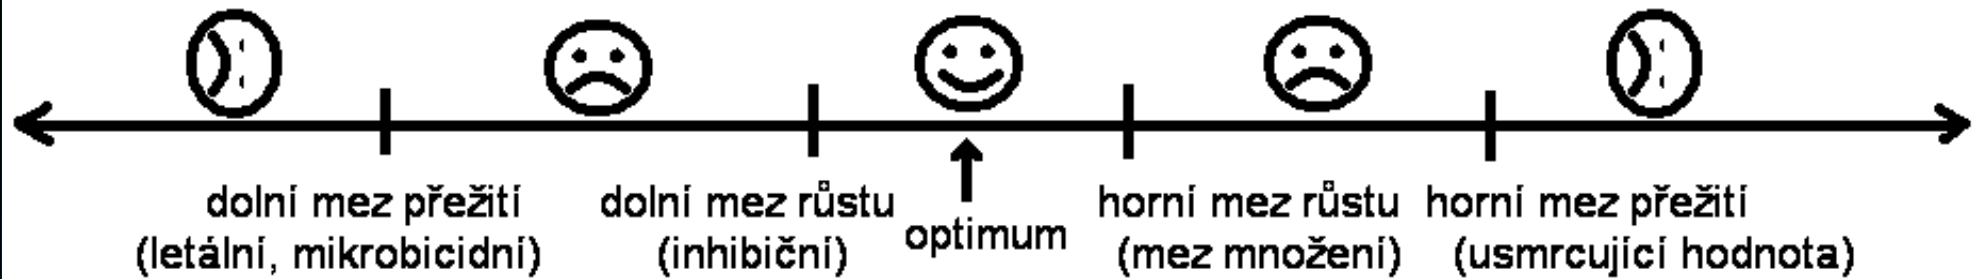 dolní mez přežití
(letální, mikrobicidní)
dolní mez růstu
(inhibiční)
optimum
horní mez růstu
(mez množení)
horní mez přežití
(usmrcující hodnota)